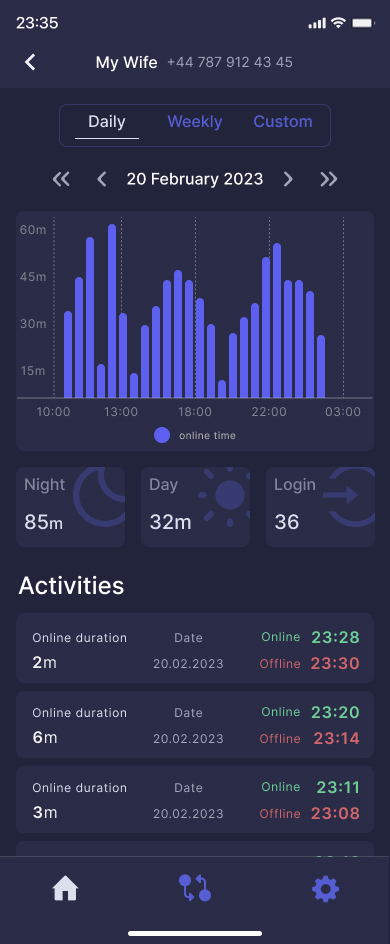 23:35
My Wife +44 787 912 43 45
Daily Weekly Custom
20 February 2023
60m
45m
30m
15m
10:00 13:00 18:00 22:00 03:00
online time
Night Day Login
85m 32m 36
Activities
Online duration Date Online 23:28
2m 20.02.2023 Offline 23:30
Online duration Date Online 23:20
6m 20.02.2023 Offline 23:14
Online duration Date Online 23:11
3m 20.02.2023 Offline 23:08